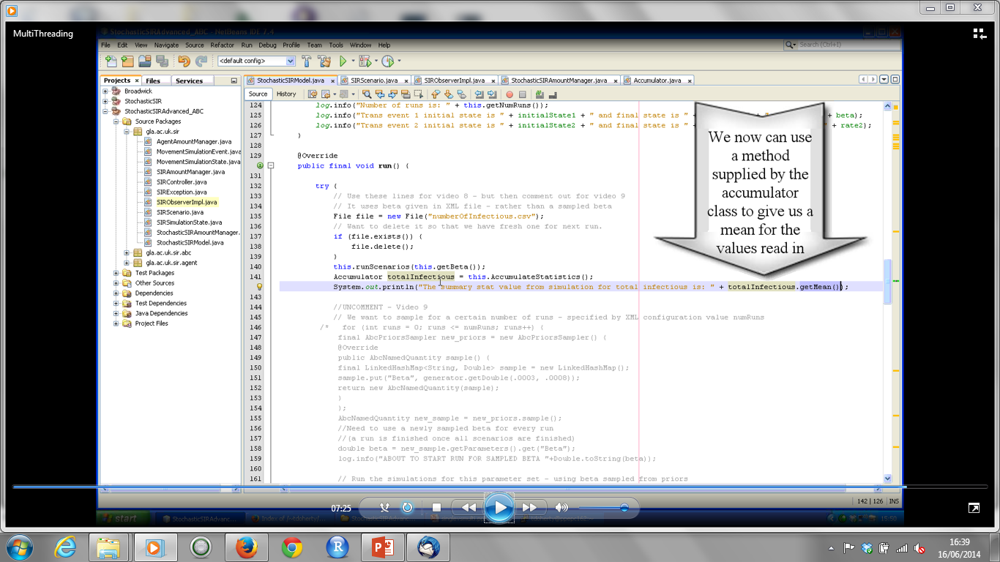 MultiThreading
StochasticSIRAdvanced_ABC - NetBeans IDE 7.4
File Edit View Navigate Source Refactor Run Debug Profile Team Tools Window Help
Search (Ctrl+I)
<default config>
Projects Files Services
StochasticSIRModel.java SIRScenario.java SIRObserverImpl.java StochasticSIRAmountManager.java Accumulator.java
Source History
Broadwick
StochasticSIR
StochasticSIRAdvanced_ABC
Source Packages
gla.ac.uk.sir
AgentAmountManager.java
MovementSimulationEvent.java
MovementSimulationState.java
SIRAmountManager.java
SIRController.java
SIRException.java
SIRObserverImpl.java
SIRScenario.java
SIRSimulationState.java
StochasticSIRAmountManager.
StochasticSIRModel.java
gla.ac.uk.sir.abc
gla.ac.uk.sir.agent
Test Packages
Other Sources
Dependencies
Test Dependencies
Java Dependencies
Project Files
124 log.info("Number of runs is: " + this.getNumRuns());
125 log.info("Trans event 1 initial state is " + initialState1 + " and final state is " + beta);
126 log.info("Trans event 2 initial state is " + initialState2 + " and final state is " + " + rate2);
127 }
128
129 @Override
public final void run() {
131
132 try {
133 // Use these lines for video 8 - but then comment out for video 9
134 // It uses beta given in XML file - rather than a sampled beta
135 File file = new File("numberOfInfectious.csv");
136 // Want to delete it so that we have fresh one for next run.
137 if (file.exists()) {
138 file.delete();
139 }
140 this.runScenarios(this.getBeta());
141 Accumulator totalInfectious = this.AccumulateStatistics();
System.out.println("The summary stat value from simulation for total infectious is: " + totalInfectious.getMean());
143
144 //UNCOMMENT - Video 9
145 // We want to sample for a certain number of runs - specified by XML configuration value numRuns
146 /* for (int runs = 0; runs <= numRuns; runs++) {
147 final AbcPriorsSampler new_priors = new AbcPriorsSampler() {
148 @Override
149 public AbcNamedQuantity sample() {
150 final LinkedHashMap<String, Double> sample = new LinkedHashMap();
151 sample.put("Beta", generator.getDouble(.0003, .0008));
152 return new AbcNamedQuantity(sample);
153 }
154 };
155 AbcNamedQuantity new_sample = new_priors.sample();
156 //Need to use a newly sampled beta for every run
157 //(a run is finished once all scenarios are finished)
158 double beta = new_sample.getParameters().get("Beta");
159 log.info("ABOUT TO START RUN FOR SAMPLED BETA "+Double.toString(beta));
160
161 // Run the simulations for this parameter set - using beta sampled from priors
We now can use
a method
supplied by the
accumulator
class to give us a
mean for the
values read in
142 | 126 INS
07:25
start
StochasticSIRAdvanc...
15:50
16:39
16/06/2014